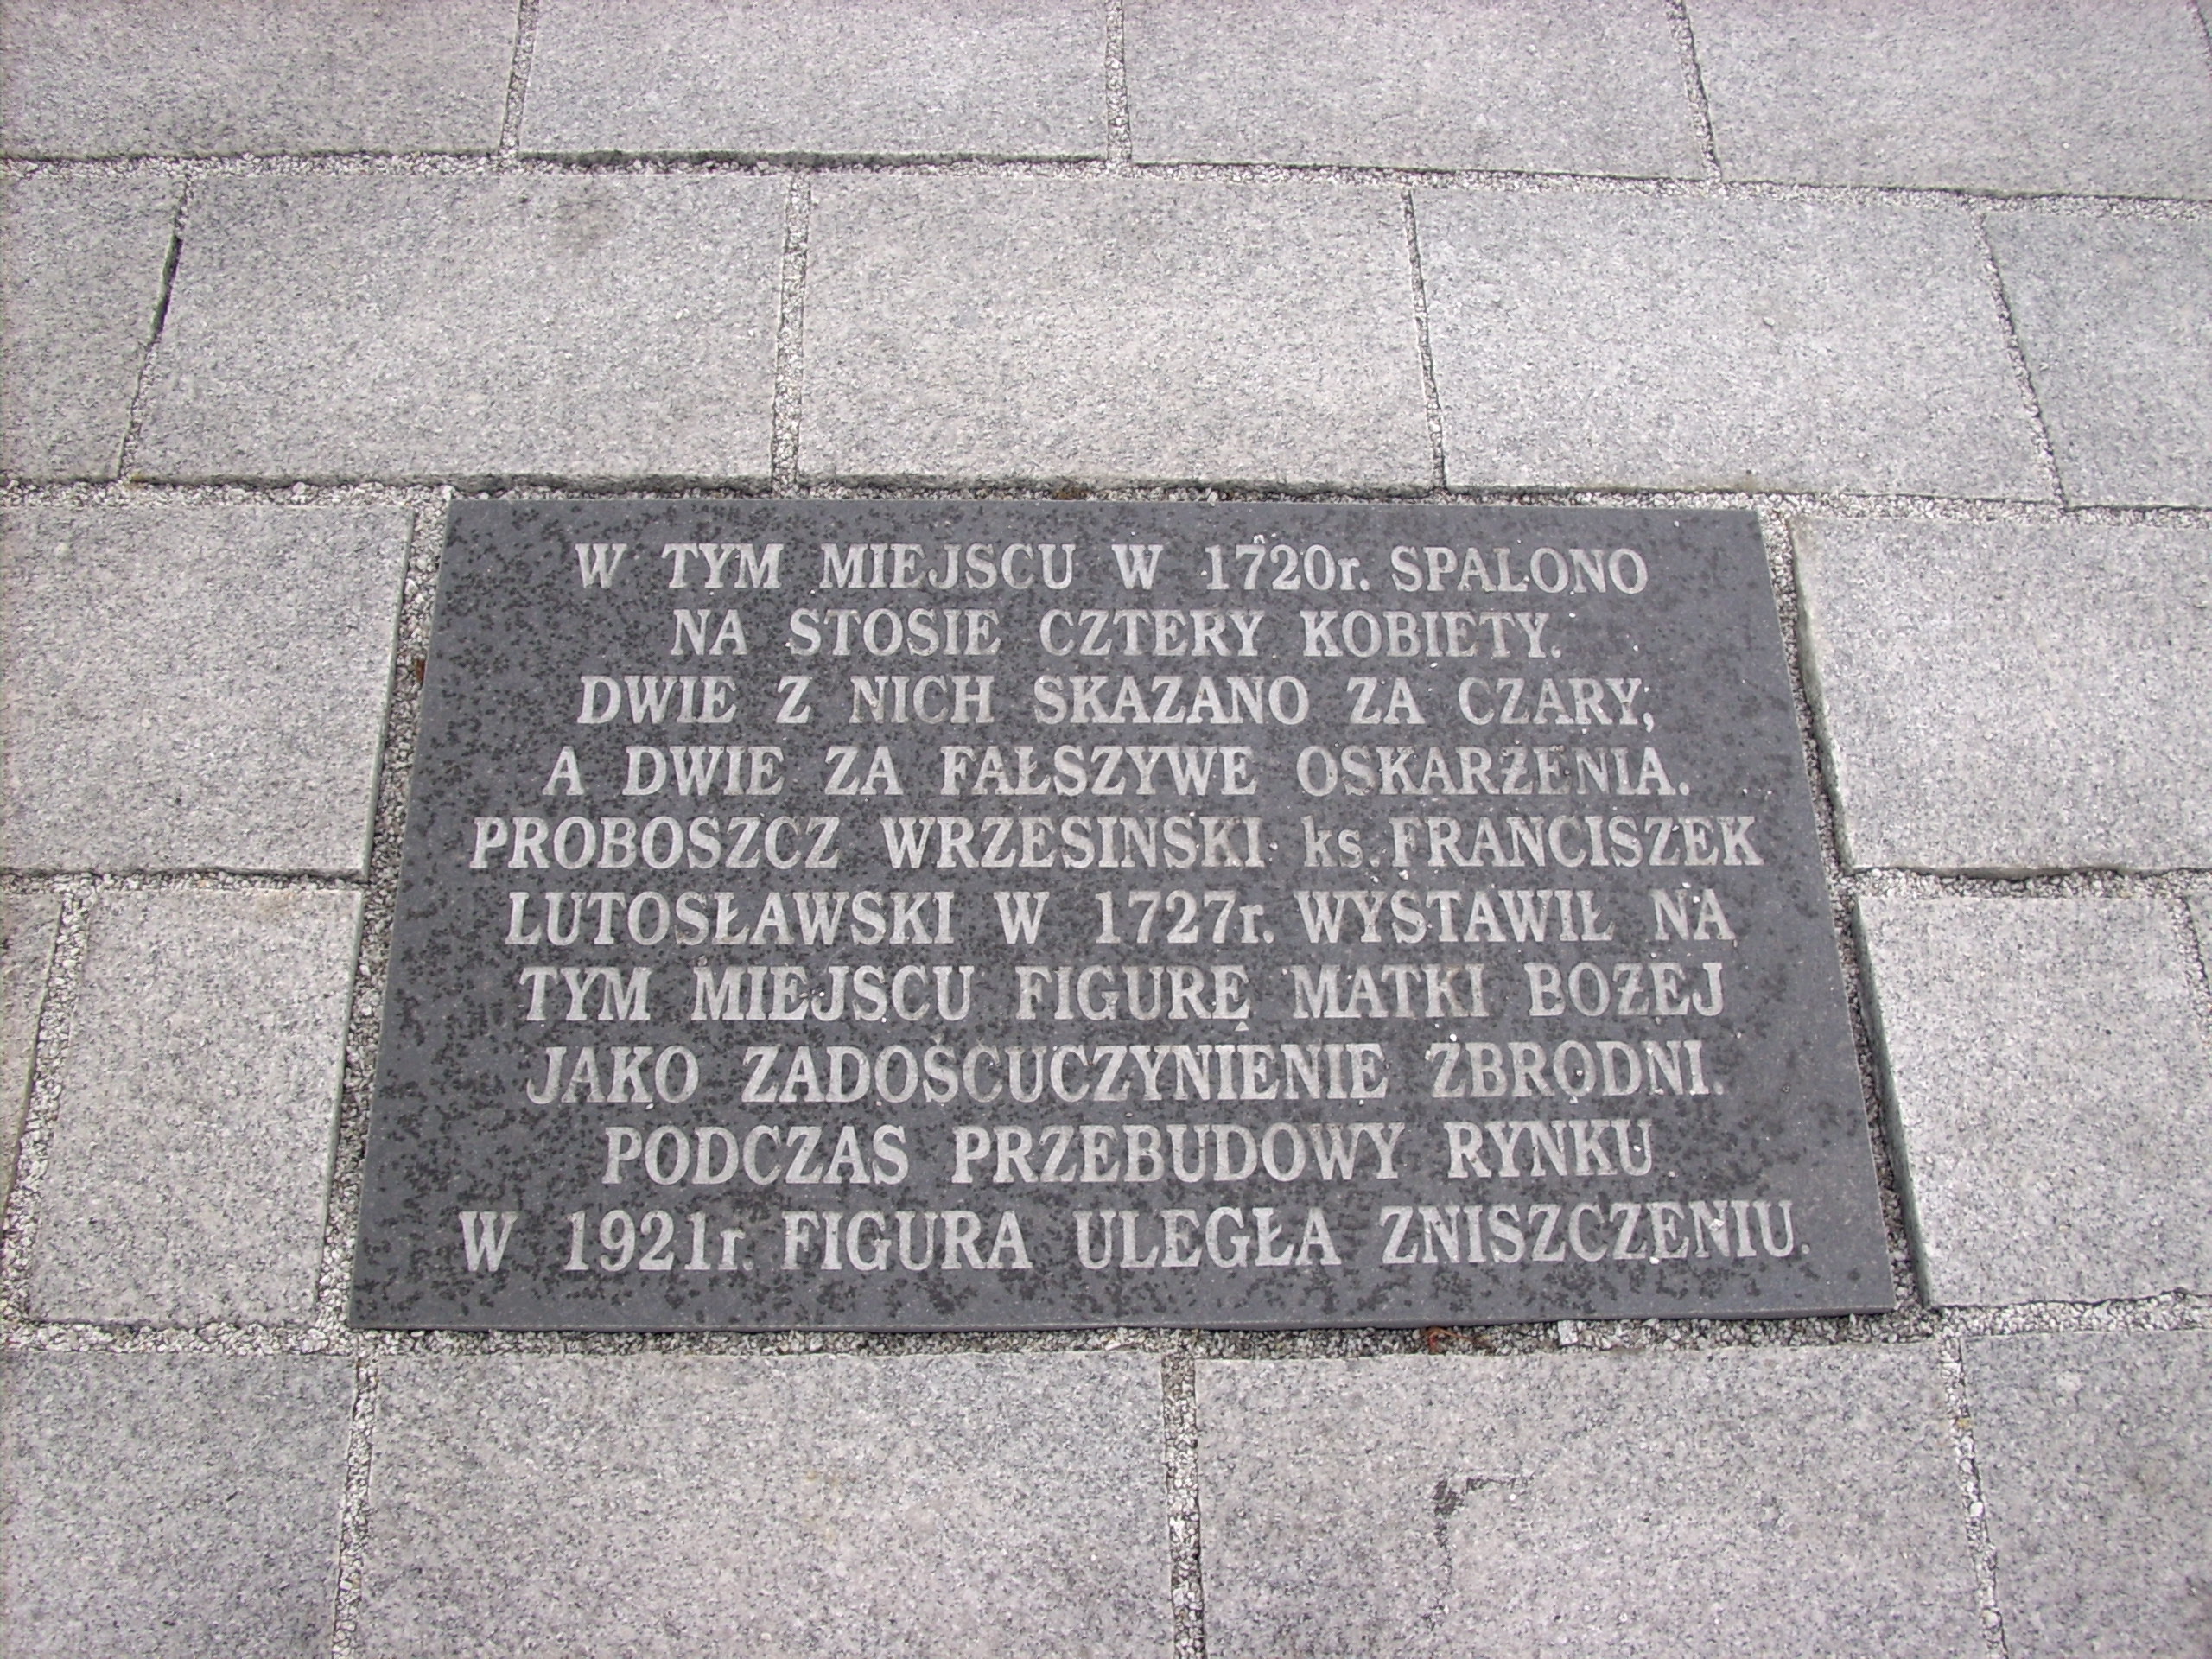 W TYM MIEJSCU W 1720r. SPALONO
NA STOSIE CZTERY KOBIETY.
DWIE Z NICH SKAZANO ZA CZARY,
A DWIE ZA FAŁSZYWE OSKARŻENIA.
PROBOSZCZ WRZESIŃSKI ks. FRANCISZEK
LUTOSŁAWSKI W 1727r. WYSTAWIŁ NA
TYM MIEJSCU FIGURĘ MATKI BOŻEJ
JAKO ZADOŚCUCZYNIENIE ZBRODNI.
PODCZAS PRZEBUDOWY RYNKU
W 1921r. FIGURA ULEGŁA ZNISZCZENIU.